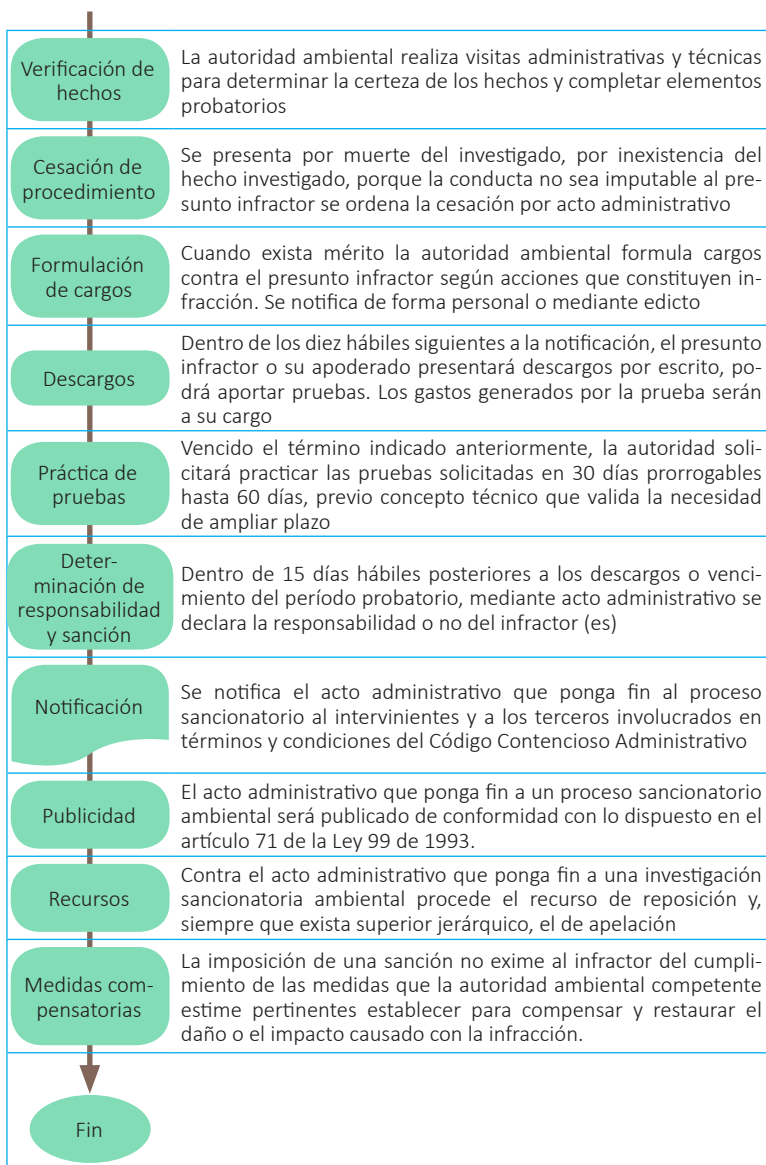 Verificación de
hechos
La autoridad ambiental realiza visitas administrativas y técnicas
para determinar la certeza de los hechos y completar elementos
probatorios
Cesación de
procedimiento
Se presenta por muerte del investigado, por inexistencia del
hecho investigado, porque la conducta no sea imputable al pre-
sunto infractor se ordena la cesación por acto administrativo
Formulación
de cargos
Cuando exista mérito la autoridad ambiental formula cargos
contra el presunto infractor según acciones que constituyen in-
fracción. Se notifica de forma personal o mediante edicto
Descargos
Dentro de los diez hábiles siguientes a la notificación, el presunto
infractor o su apoderado presentará descargos por escrito, po-
drá aportar pruebas. Los gastos generados por la prueba serán
a su cargo
Práctica de
pruebas
Vencido el término indicado anteriormente, la autoridad soli-
citará practicar las pruebas solicitadas en 30 días prorrogables
hasta 60 días, previo concepto técnico que valida la necesidad
de ampliar plazo
Deter-
minación de
responsabilidad
y sanción
Dentro de 15 días hábiles posteriores a los descargos o venci-
miento del período probatorio, mediante acto administrativo se
declara la responsabilidad o no del infractor (es)
Notificación
Se notifica el acto administrativo que ponga fin al proceso
sancionatorio al intervinientes y a los terceros involucrados en
términos y condiciones del Código Contencioso Administrativo
Publicidad
El acto administrativo que ponga fin a un proceso sancionatorio
ambiental será publicado de conformidad con lo dispuesto en el
artículo 71 de la Ley 99 de 1993.
Recursos
Contra el acto administrativo que ponga fin a una investigación
sancionatoria ambiental procede el recurso de reposición y,
siempre que exista superior jerárquico, el de apelación
Medidas com-
pensatorias
La imposición de una sanción no exime al infractor del cumpli-
miento de las medidas que la autoridad ambiental competente
estime pertinentes establecer para compensar y restaurar el
daño o el impacto causado con la infracción.
Fin